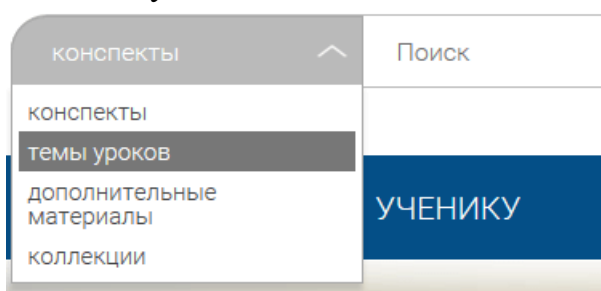 конспекты
Поиск
конспекты
темы уроков
дополнительные
материалы
УЧЕНИКУ
коллекции